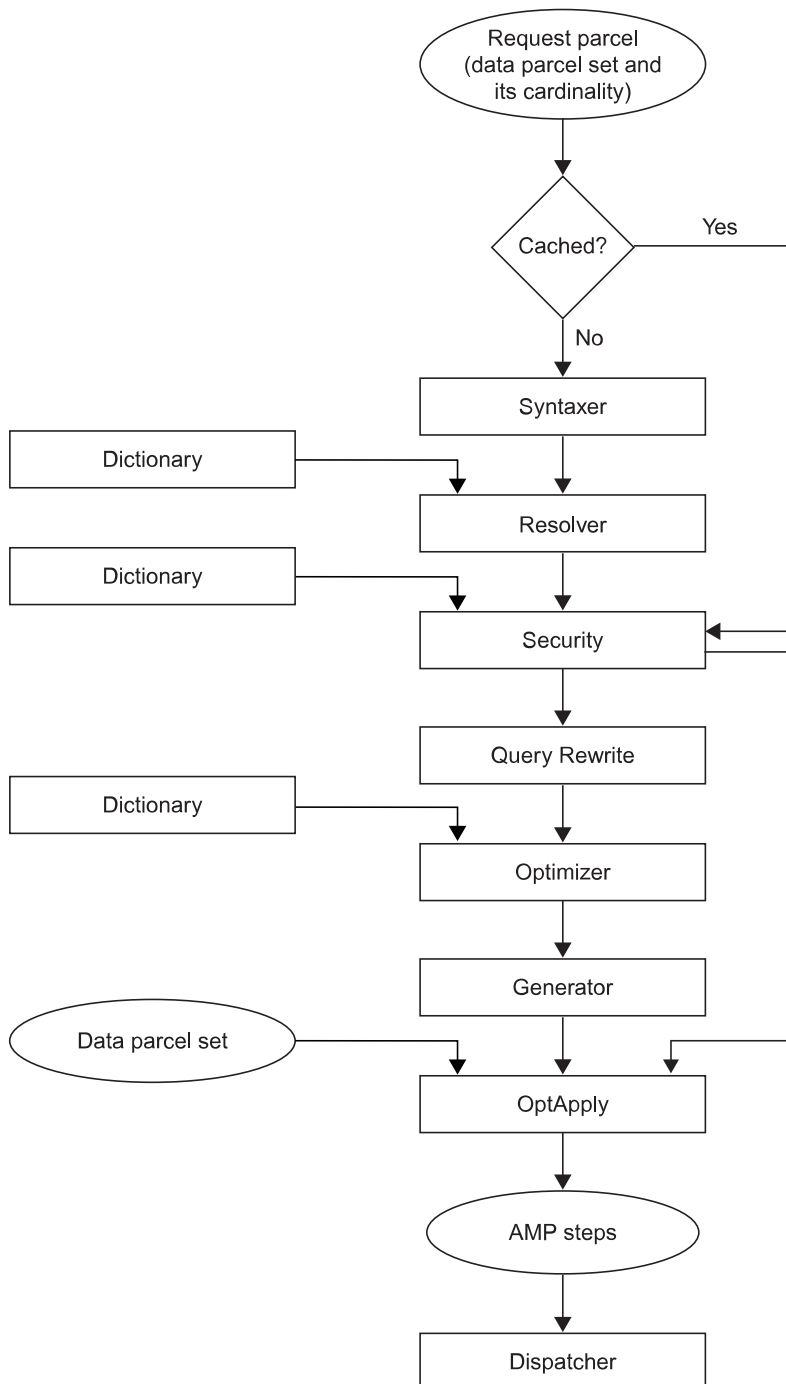 Request parcel
(data parcel set and
its cardinality)
Cached?
Yes
No
Syntaxer
Dictionary
Resolver
Dictionary
Security
Query Rewrite
Dictionary
Optimizer
Generator
Data parcel set
OptApply
AMP steps
Dispatcher